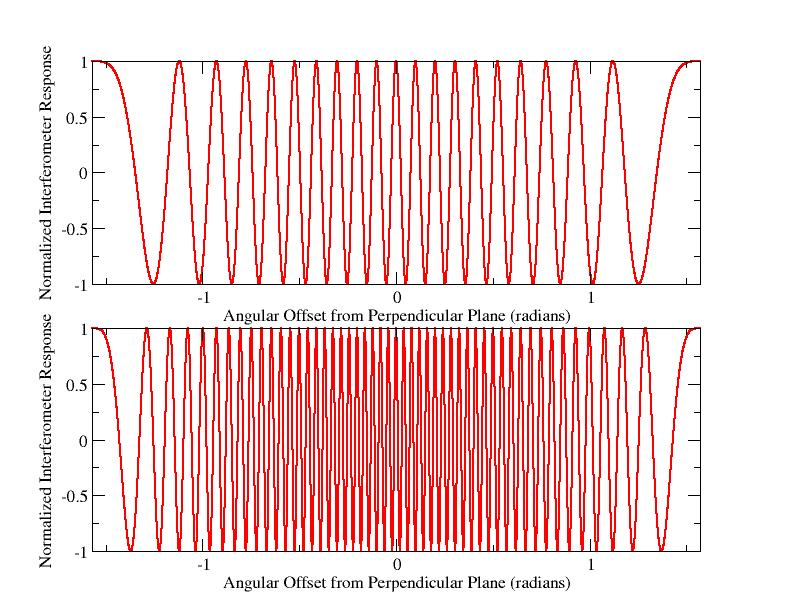 Normalized Interferometer Response
1
0.5
0
-0.5
-1
-1 0 1
Angular Offset from Perpendicular Plane (radians)
Normalized Interferometer Response
1
0.5
0
-0.5
-1
-1 0 1
Angular Offset from Perpendicular Plane (radians)